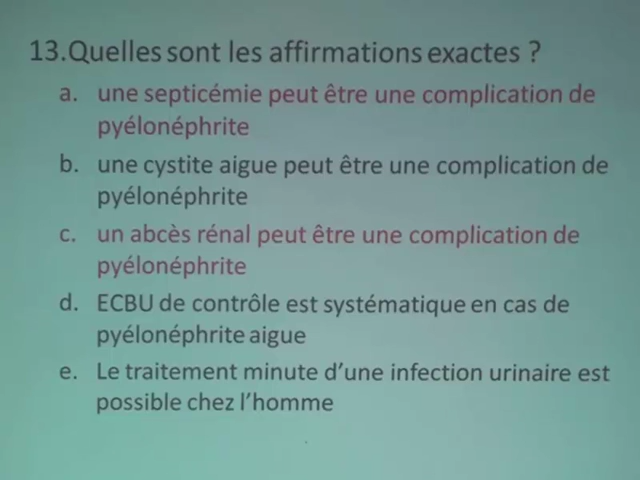 13.Quelles sont les affirmations exactes ?
a. une septicémie peut être une complication de
pyélonéphrite
b. une cystite aigue peut être une complication de
pyélonéphrite
c. un abcès rénal peut être une complication de
pyélonéphrite
d. ECBU de contrôle est systématique en cas de
pyélonéphrite aigue
e. Le traitement minute d'une infection urinaire est
possible chez l'homme